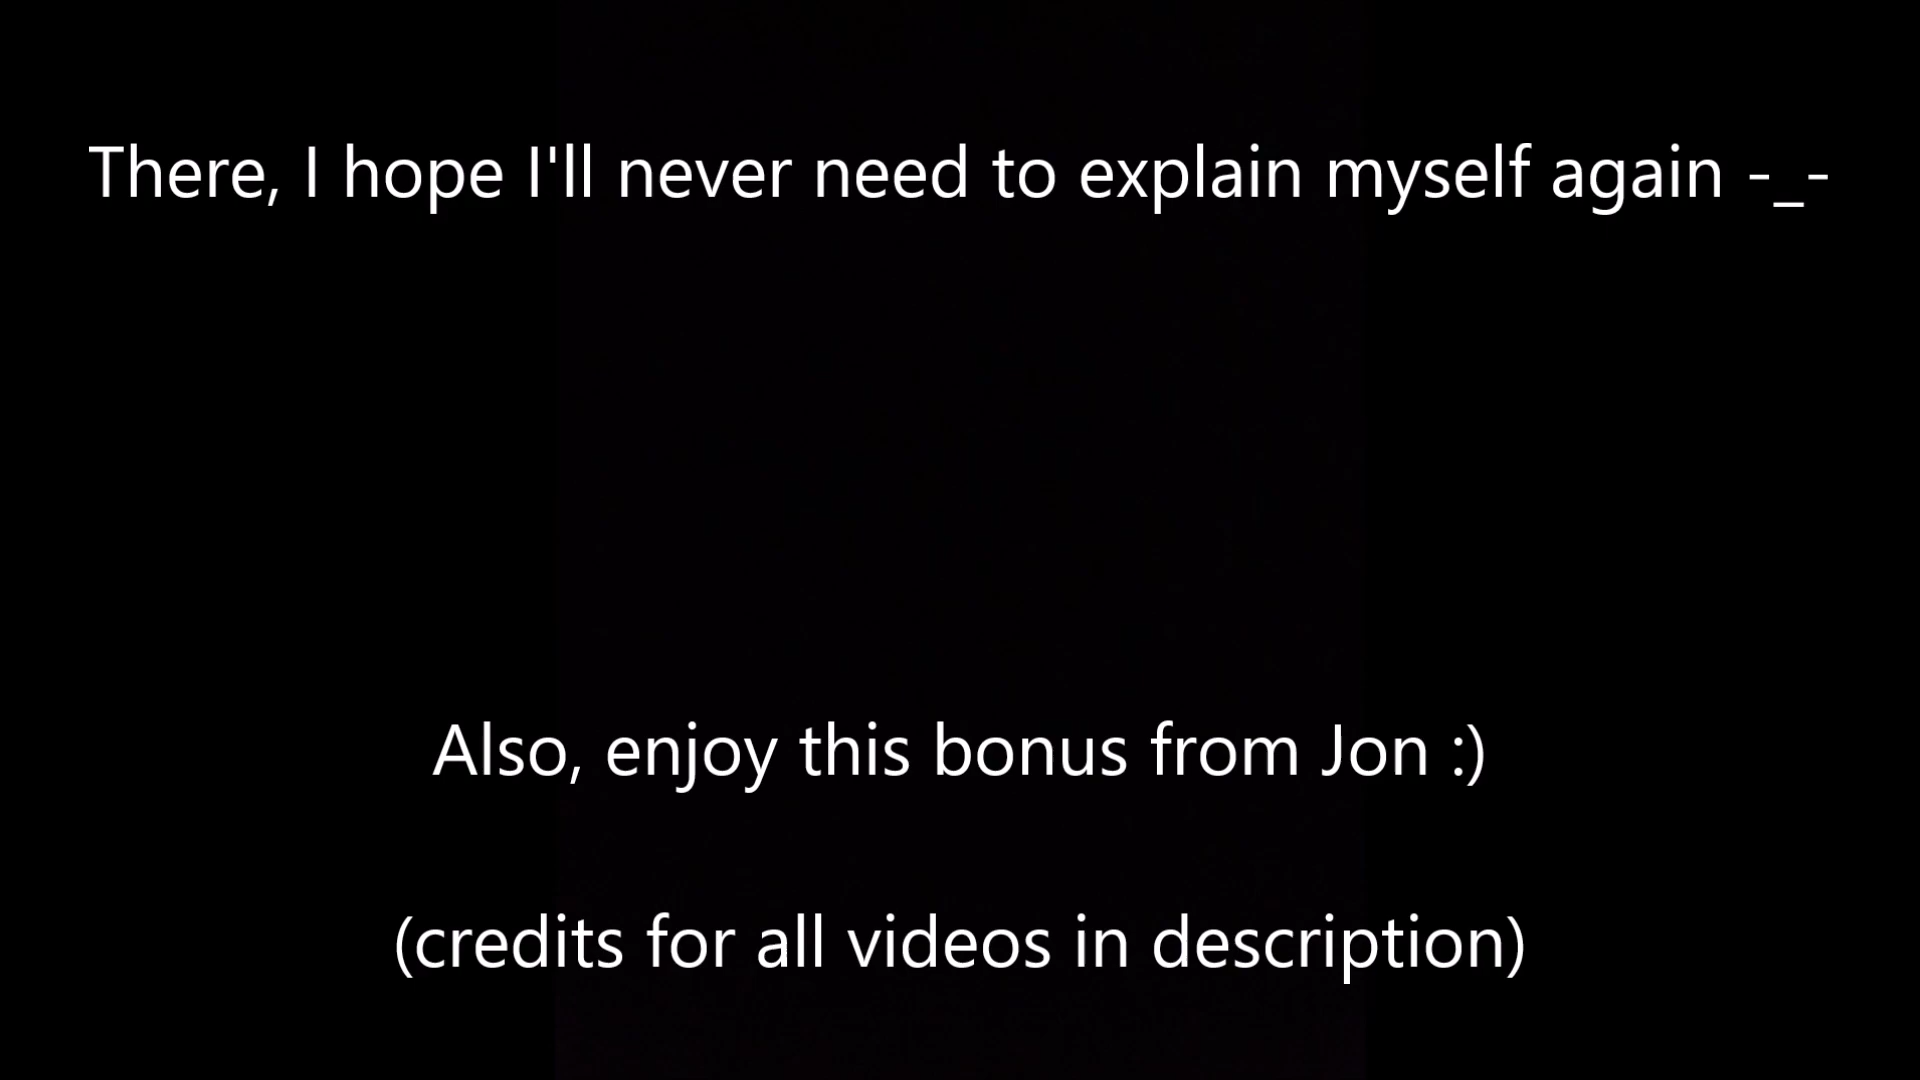 There, I hope I'll never need to explain myself again -_-
Also, enjoy this bonus from Jon :)
(credits for all videos in description)